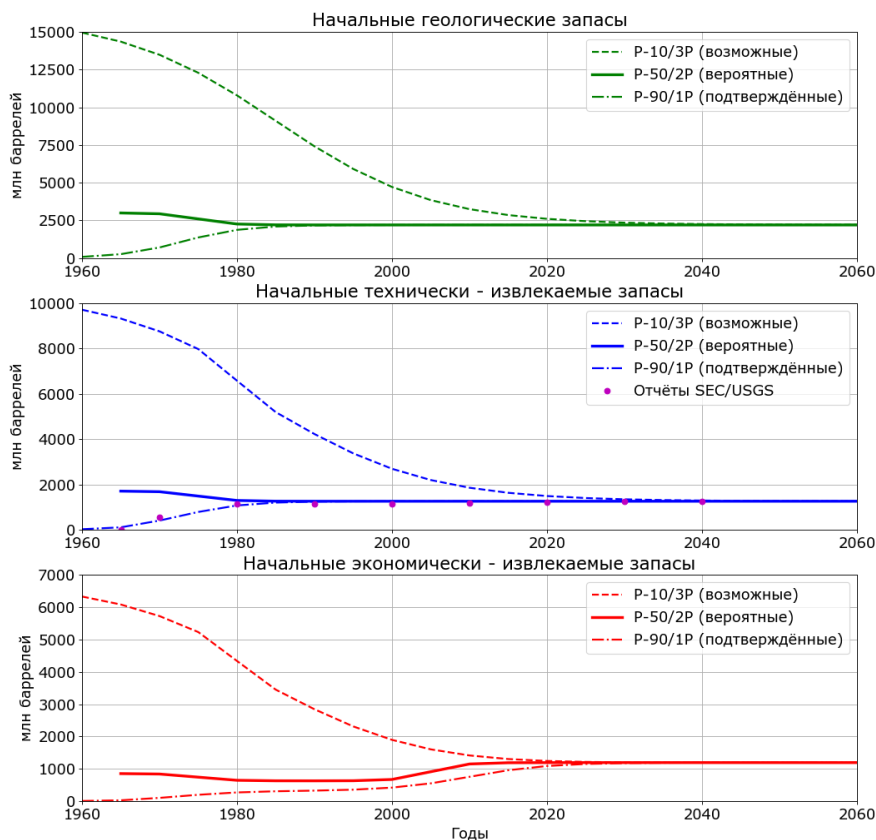 Начальные геологические запасы
млн баррелей
15000
12500
10000
7500
5000
2500
0
P-10/3P (возможные)
P-50/2P (вероятные)
P-90/1P (подтверждённые)
1960 1980 2000 2020 2040 2060
Начальные технически - извлекаемые запасы
млн баррелей
10000
8000
6000
4000
2000
0
P-10/3P (возможные)
P-50/2P (вероятные)
P-90/1P (подтверждённые)
Отчёты SEC/USGS
1960 1980 2000 2020 2040 2060
Начальные экономически - извлекаемые запасы
млн баррелей
7000
6000
5000
4000
3000
2000
1000
0
P-10/3P (возможные)
P-50/2P (вероятные)
P-90/1P (подтверждённые)
1960 1980 2000 2020 2040 2060
Годы